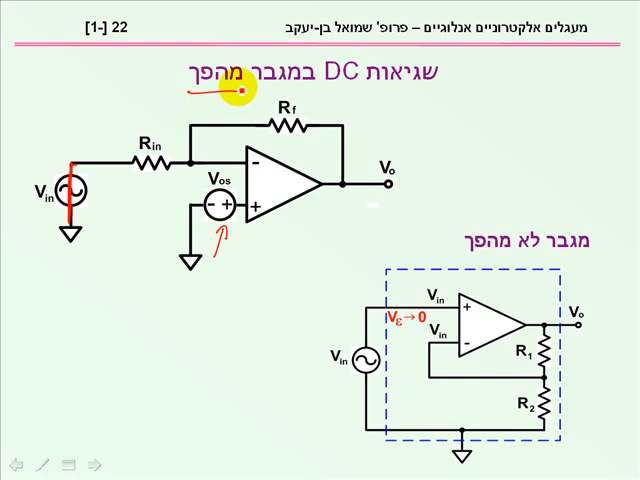 מעגלים אלקטרוניים אנלוגיים – פרופ' שמואל בן-יעקב
22 [-1]
שגיאות DC במגבר מהפך
Rf
Rin
Vo
Vos
Vin
-
- +
+
מגבר לא מהפך
Vin
Vo
Vε→0
+
Vin
-
R1
Vin
R2